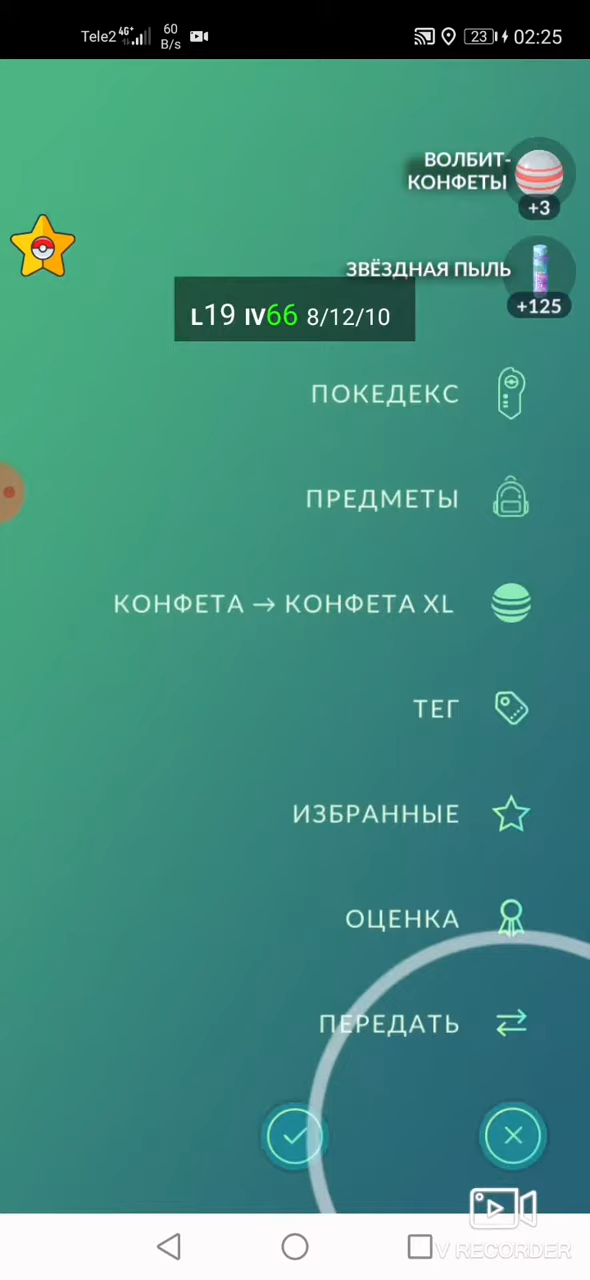 Tele2 4G+ 60 B/s 23 02:25
ВОЛБИТ-
КОНФЕТЫ
+3
ЗВЁЗДНАЯ ПЫЛЬ
+125
L19 IV66 8/12/10
ПОКЕДЕКС
ПРЕДМЕТЫ
КОНФЕТА → КОНФЕТА XL
ТЕГ
ИЗБРАННЫЕ
ОЦЕНКА
ПЕРЕДАТЬ
V RECORDER